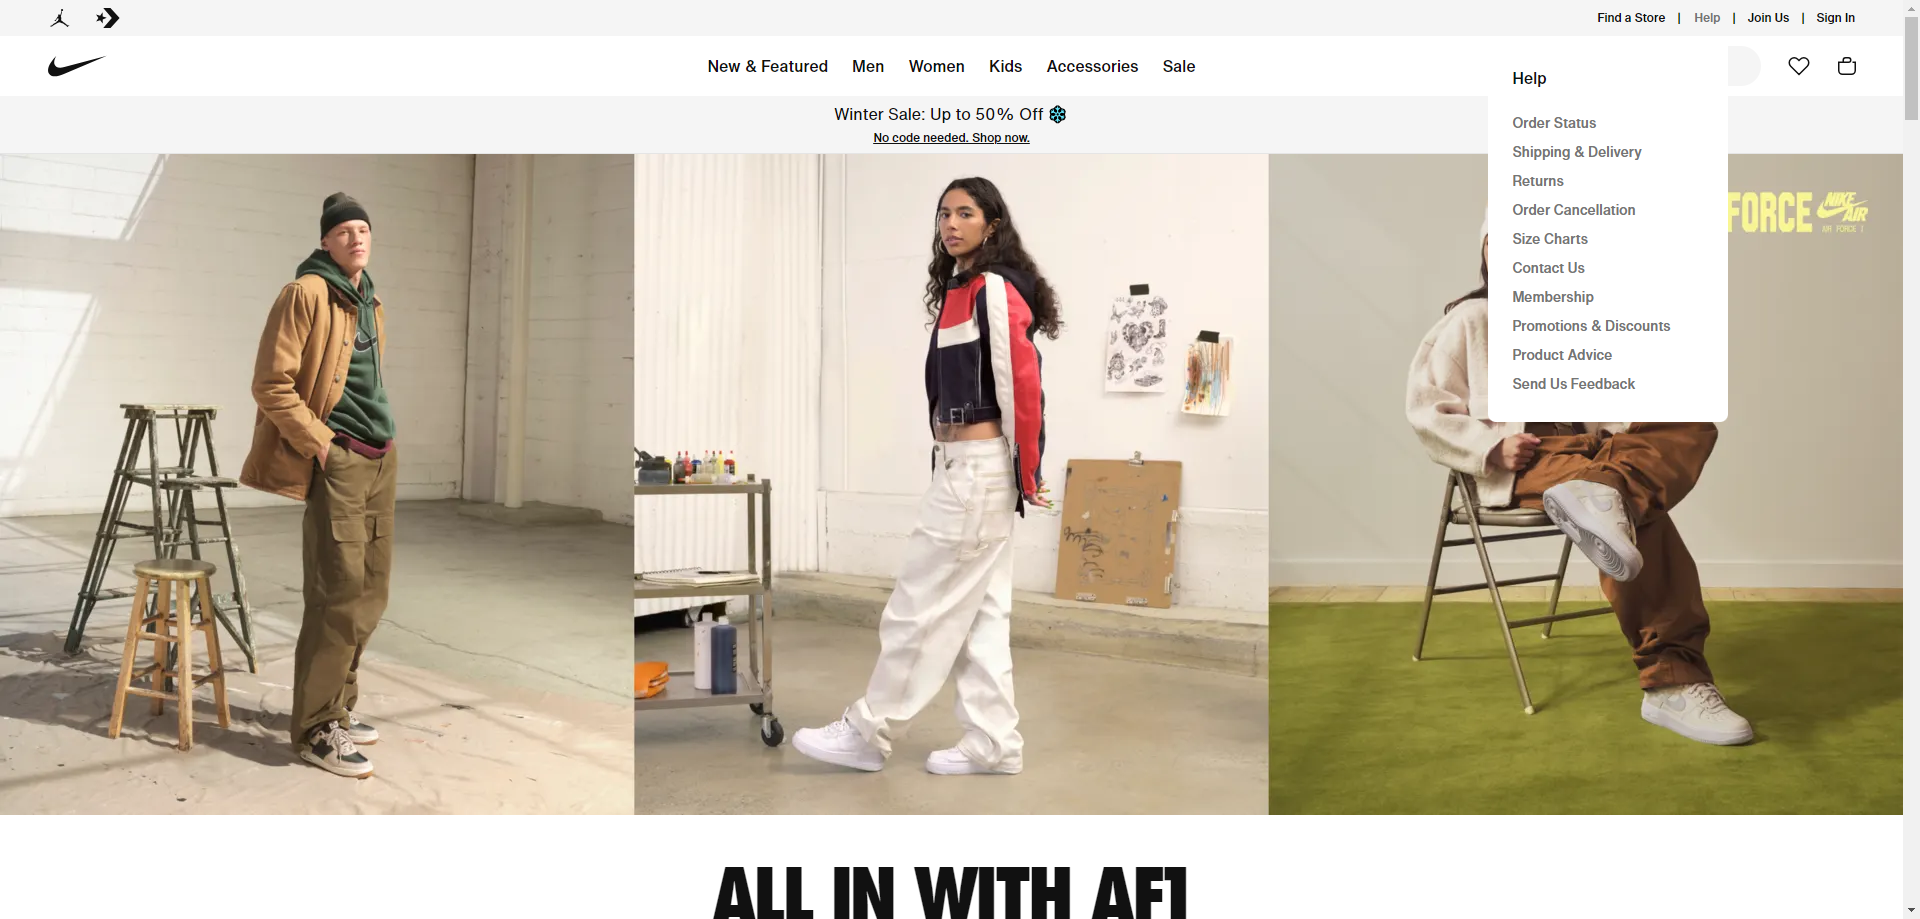 Find a Store | Help | Join Us | Sign In
New & Featured Men Women Kids Accessories Sale
Winter Sale: Up to 50% Off
No code needed. Shop now.
Help
Order Status
Shipping & Delivery
Returns
Order Cancellation
Size Charts
Contact Us
Membership
Promotions & Discounts
Product Advice
Send Us Feedback
FORCE
NIKE
AIR
AIR FORCE 1
ALL IN WITH AF1